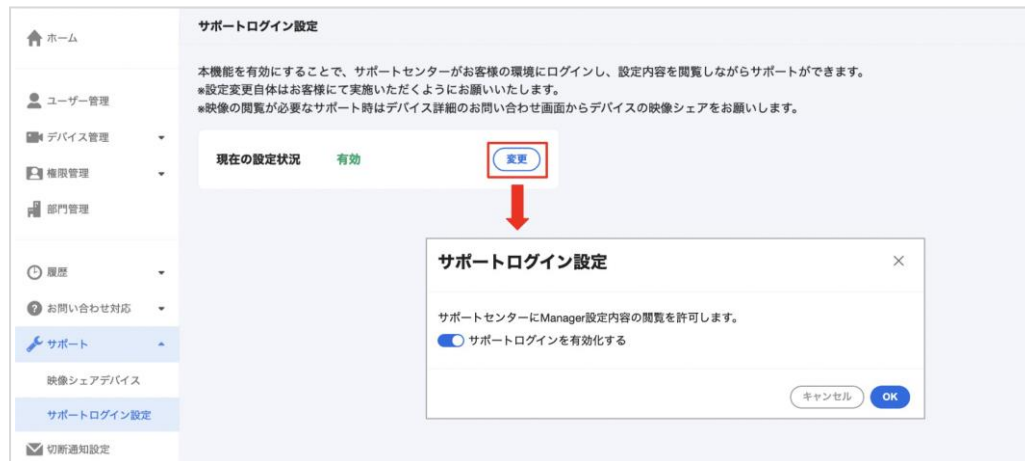 ホーム
ユーザー管理
デバイス管理
権限管理
部門管理
履歴
お問い合わせ対応
サポート
映像シェアデバイス
サポートログイン設定
切断通知設定
サポートログイン設定
本機能を有効にすることで、サポートセンターがお客様の環境にログインし、設定内容を閲覧しながらサポートができます。
※設定変更自体はお客様にて実施いただくようにお願いいたします。
※映像の閲覧が必要なサポート時はデバイス詳細のお問い合わせ画面からデバイスの映像シェアをお願いします。
現在の設定状況 有効 変更
サポートログイン設定
サポートセンターにManager設定内容の閲覧を許可します。
サポートログインを有効化する
キャンセル OK